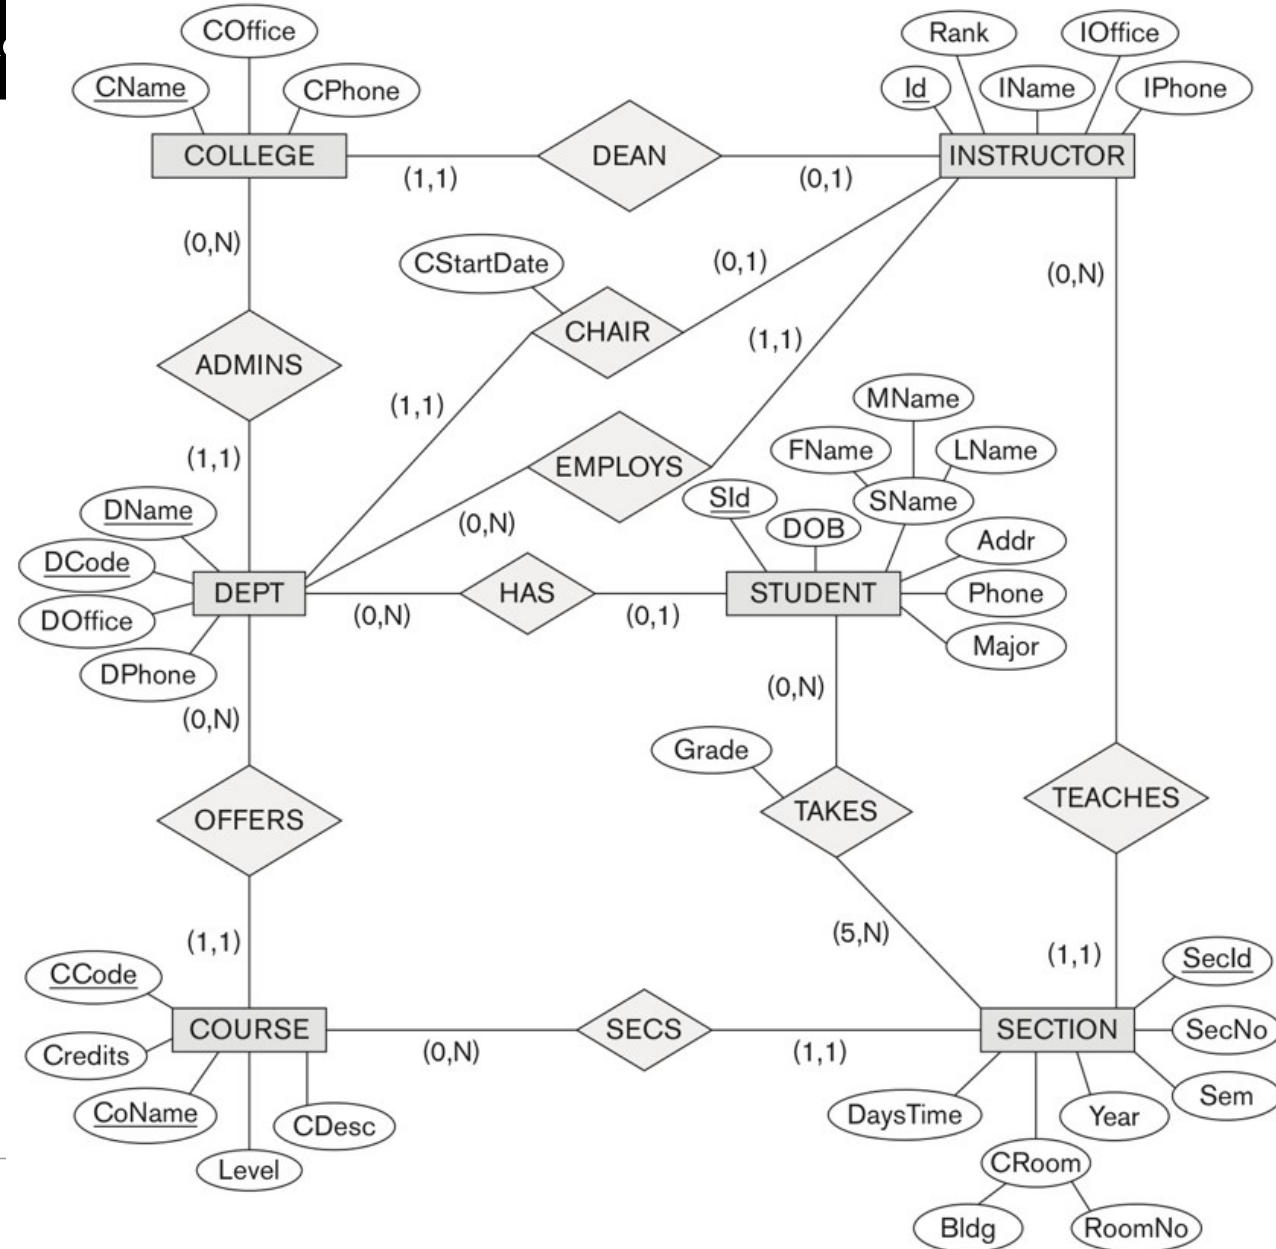 COffice
CName
CPhone
COLLEGE
(1,1)
DEAN
(0,1)
Rank
IOffice
Id
IName
IPhone
INSTRUCTOR
(0,N)
CStartDate
(0,1)
(0,N)
CHAIR
(1,1)
ADMINS
(1,1)
MName
FName
LName
(1,1)
EMPLOYS
SId
SName
DName
(0,N)
DOB
Addr
DCode
DEPT
HAS
STUDENT
Phone
DOffice
(0,N)
(0,1)
Major
DPhone
(0,N)
(0,N)
Grade
OFFERS
TAKES
TEACHES
(1,1)
(5,N)
(1,1)
SecId
CCode
COURSE
SECS
SECTION
SecNo
Credits
(0,N)
(1,1)
Sem
CoName
CDesc
DaysTime
Year
Level
CRoom
Bldg
RoomNo